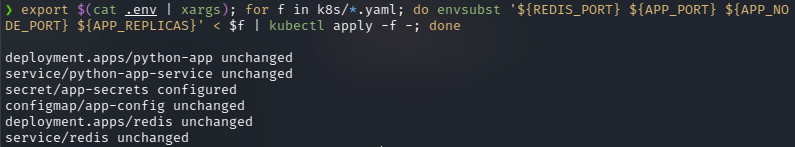 ❯ export $(cat .env | xargs); for f in k8s/*.yaml; do envsubst '${REDIS_PORT} ${APP_PORT} ${APP_NO
DE_PORT} ${APP_REPLICAS}' < $f | kubectl apply -f -; done
deployment.apps/python-app unchanged
service/python-app-service unchanged
secret/app-secrets configured
configmap/app-config unchanged
deployment.apps/redis unchanged
service/redis unchanged